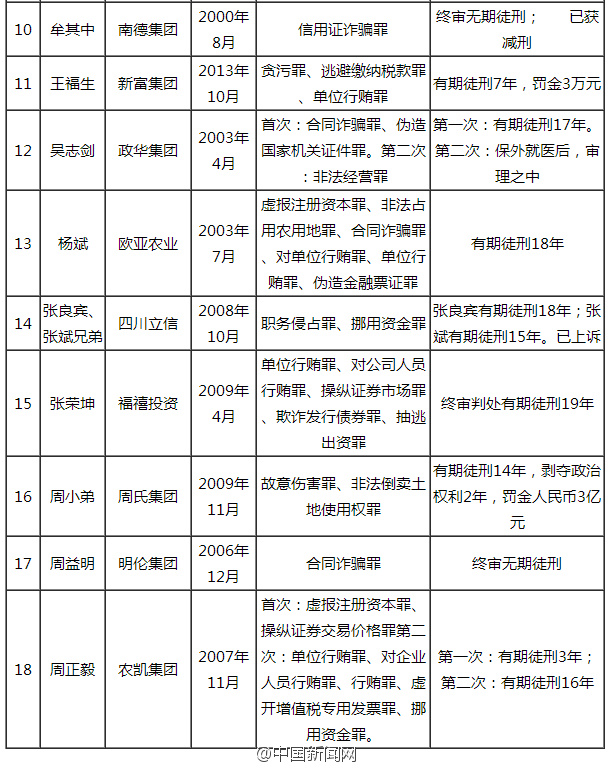 10 牟其中 南德集团 2000年8月 信用证诈骗罪 终审无期徒刑； 已获减刑
11 王福生 新富集团 2013年10月 贪污罪、逃避缴纳税款罪、单位行贿罪 有期徒刑7年，罚金3万元
12 吴志剑 政华集团 2003年4月 首次：合同诈骗罪、伪造国家机关证件罪。第二次：非法经营罪 第一次：有期徒刑17年。第二次：保外就医后，审理之中
13 杨斌 欧亚农业 2003年7月 虚报注册资本罪、非法占用农用地罪、合同诈骗罪、对单位行贿罪、单位行贿罪、伪造金融票证罪 有期徒刑18年
14 张良宾、张斌兄弟 四川立信 2008年10月 职务侵占罪、挪用资金罪 张良宾有期徒刑18年；张斌有期徒刑15年。已上诉
15 张荣坤 福禧投资 2009年4月 单位行贿罪、对公司人员行贿罪、操纵证券市场罪、欺诈发行债券罪、抽逃出资罪 终审判处有期徒刑19年
16 周小弟 周氏集团 2009年11月 故意伤害罪、非法倒卖土地使用权罪 有期徒刑14年，剥夺政治权利2年，罚金人民币3亿元
17 周益明 明伦集团 2006年12月 合同诈骗罪 终审无期徒刑
18 周正毅 农凯集团 2007年11月 首次：虚报注册资本罪、操纵证券交易价格罪第二次：单位行贿罪、对企业人员行贿罪、行贿罪、虚开增值税专用发票罪、挪用资金罪。 第一次：有期徒刑3年；第二次：有期徒刑16年
@中国新闻网